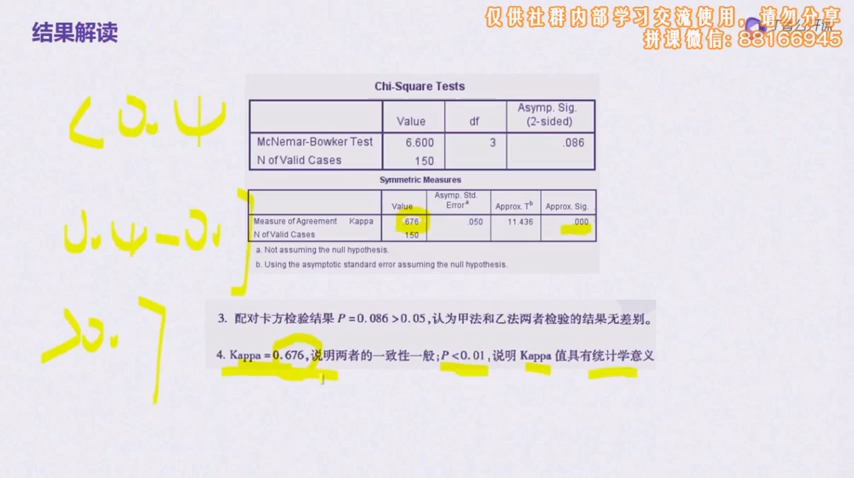 仅供社群内部学习交流使用，请勿分享
拼课微信: 88166945
结果解读
Chi-Square Tests
Value df Asymp. Sig. (2-sided)
McNemar-Bowker Test 6.600 3 .086
N of Valid Cases 150
Symmetric Measures
Value Asymp. Std. Errorᵃ Approx. Tᵇ Approx. Sig.
Measure of Agreement Kappa .676 .050 11.436 .000
N of Valid Cases 150
a. Not assuming the null hypothesis.
b. Using the asymptotic standard error assuming the null hypothesis.
<0.4
0.4-0.7
>0.7
3. 配对卡方检验结果 P=0.086>0.05,认为甲法和乙法两者检验的结果无差别。
4. Kappa=0.676,说明两者的一致性一般;P<0.01,说明 Kappa 值具有统计学意义